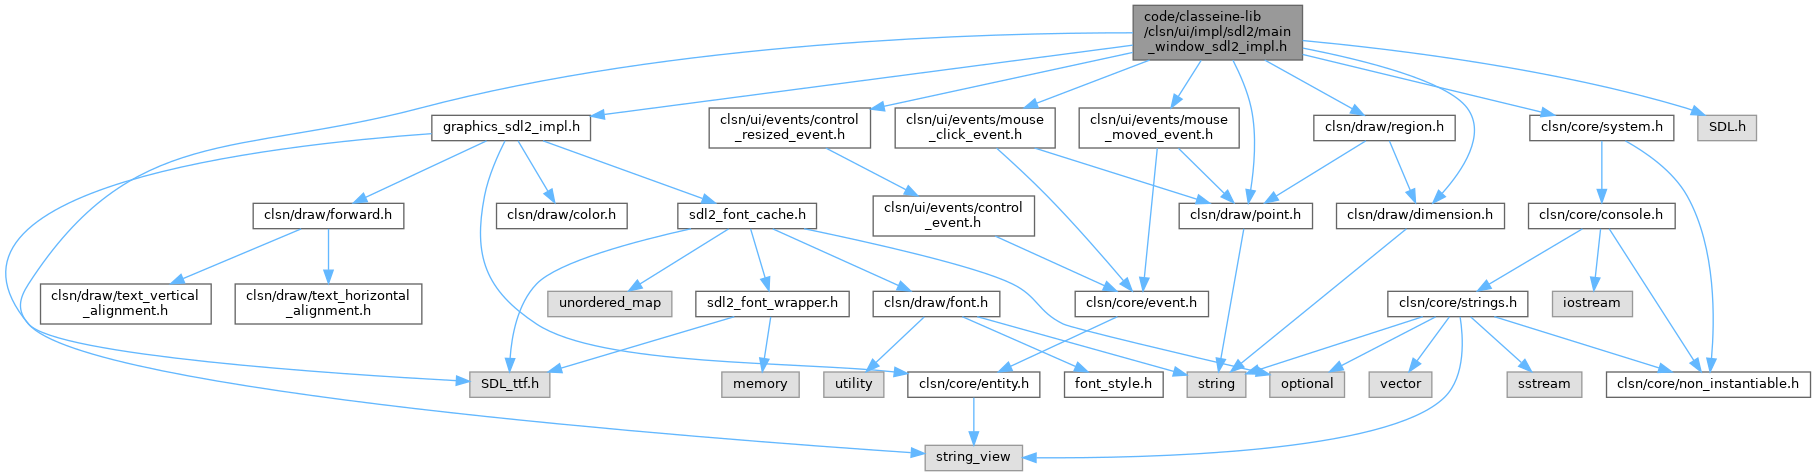 code/classeine-lib
/clsn/ui/impl/sdl2/main
_window_sdl2_impl.h
graphics_sdl2_impl.h
clsn/ui/events/control
_resized_event.h
clsn/ui/events/mouse
_click_event.h
clsn/ui/events/mouse
_moved_event.h
clsn/draw/region.h
clsn/core/system.h
SDL.h
clsn/draw/forward.h
clsn/draw/color.h
sdl2_font_cache.h
clsn/ui/events/control
_event.h
clsn/draw/point.h
clsn/draw/dimension.h
clsn/core/console.h
clsn/draw/text_vertical
_alignment.h
clsn/draw/text_horizontal
_alignment.h
unordered_map
sdl2_font_wrapper.h
clsn/draw/font.h
clsn/core/event.h
clsn/core/strings.h
iostream
SDL_ttf.h
memory
utility
clsn/core/entity.h
font_style.h
string
optional
vector
sstream
clsn/core/non_instantiable.h
string_view